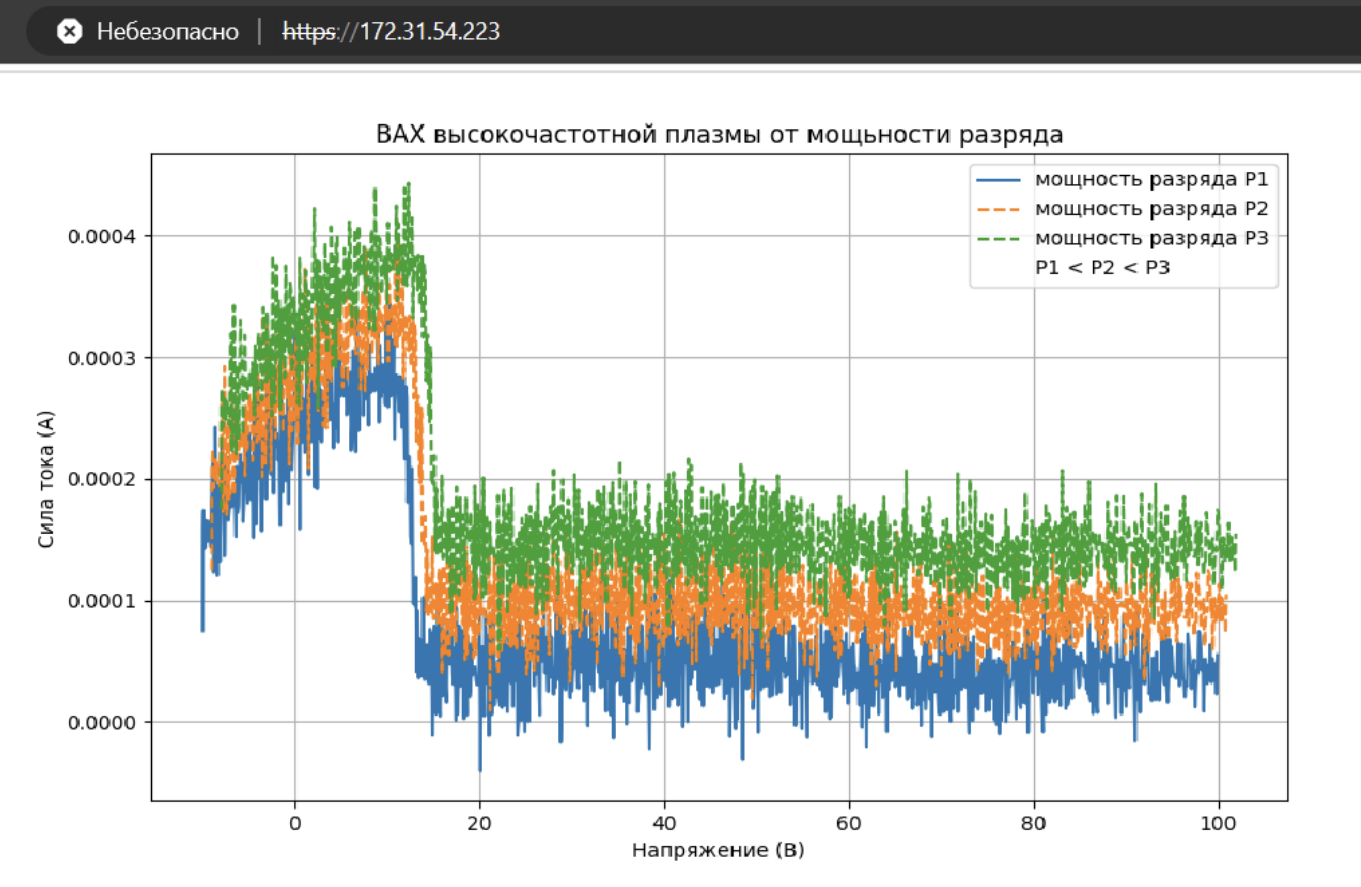 Небезопасно | https://172.31.54.223
ВАХ высокочастотной плазмы от мощьности разряда
мощность разряда P1
мощность разряда P2
мощность разряда P3
P1 < P2 < P3
0.0004
0.0003
0.0002
0.0001
0.0000
Сила тока (А)
0 20 40 60 80 100
Напряжение (В)